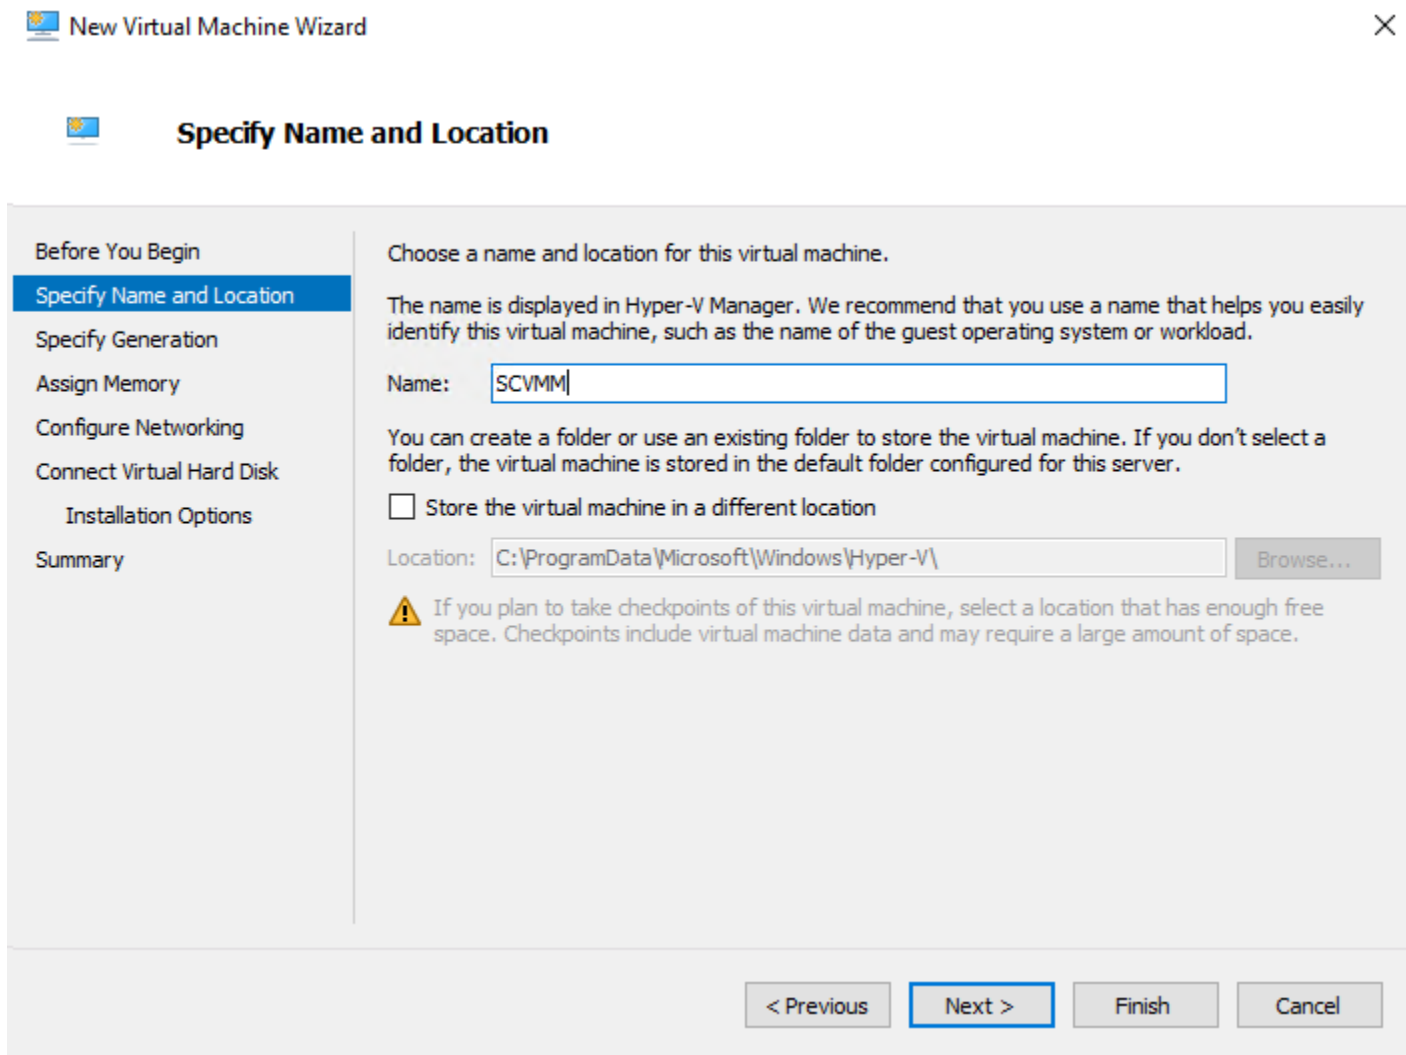 New Virtual Machine Wizard
Specify Name and Location
Before You Begin
Specify Name and Location
Specify Generation
Assign Memory
Configure Networking
Connect Virtual Hard Disk
Installation Options
Summary
Choose a name and location for this virtual machine.
The name is displayed in Hyper-V Manager. We recommend that you use a name that helps you easily
identify this virtual machine, such as the name of the guest operating system or workload.
Name: SCVMM
You can create a folder or use an existing folder to store the virtual machine. If you don't select a
folder, the virtual machine is stored in the default folder configured for this server.
Store the virtual machine in a different location
Location: C:\ProgramData\Microsoft\Windows\Hyper-V\ Browse...
If you plan to take checkpoints of this virtual machine, select a location that has enough free
space. Checkpoints include virtual machine data and may require a large amount of space.
< Previous Next > Finish Cancel